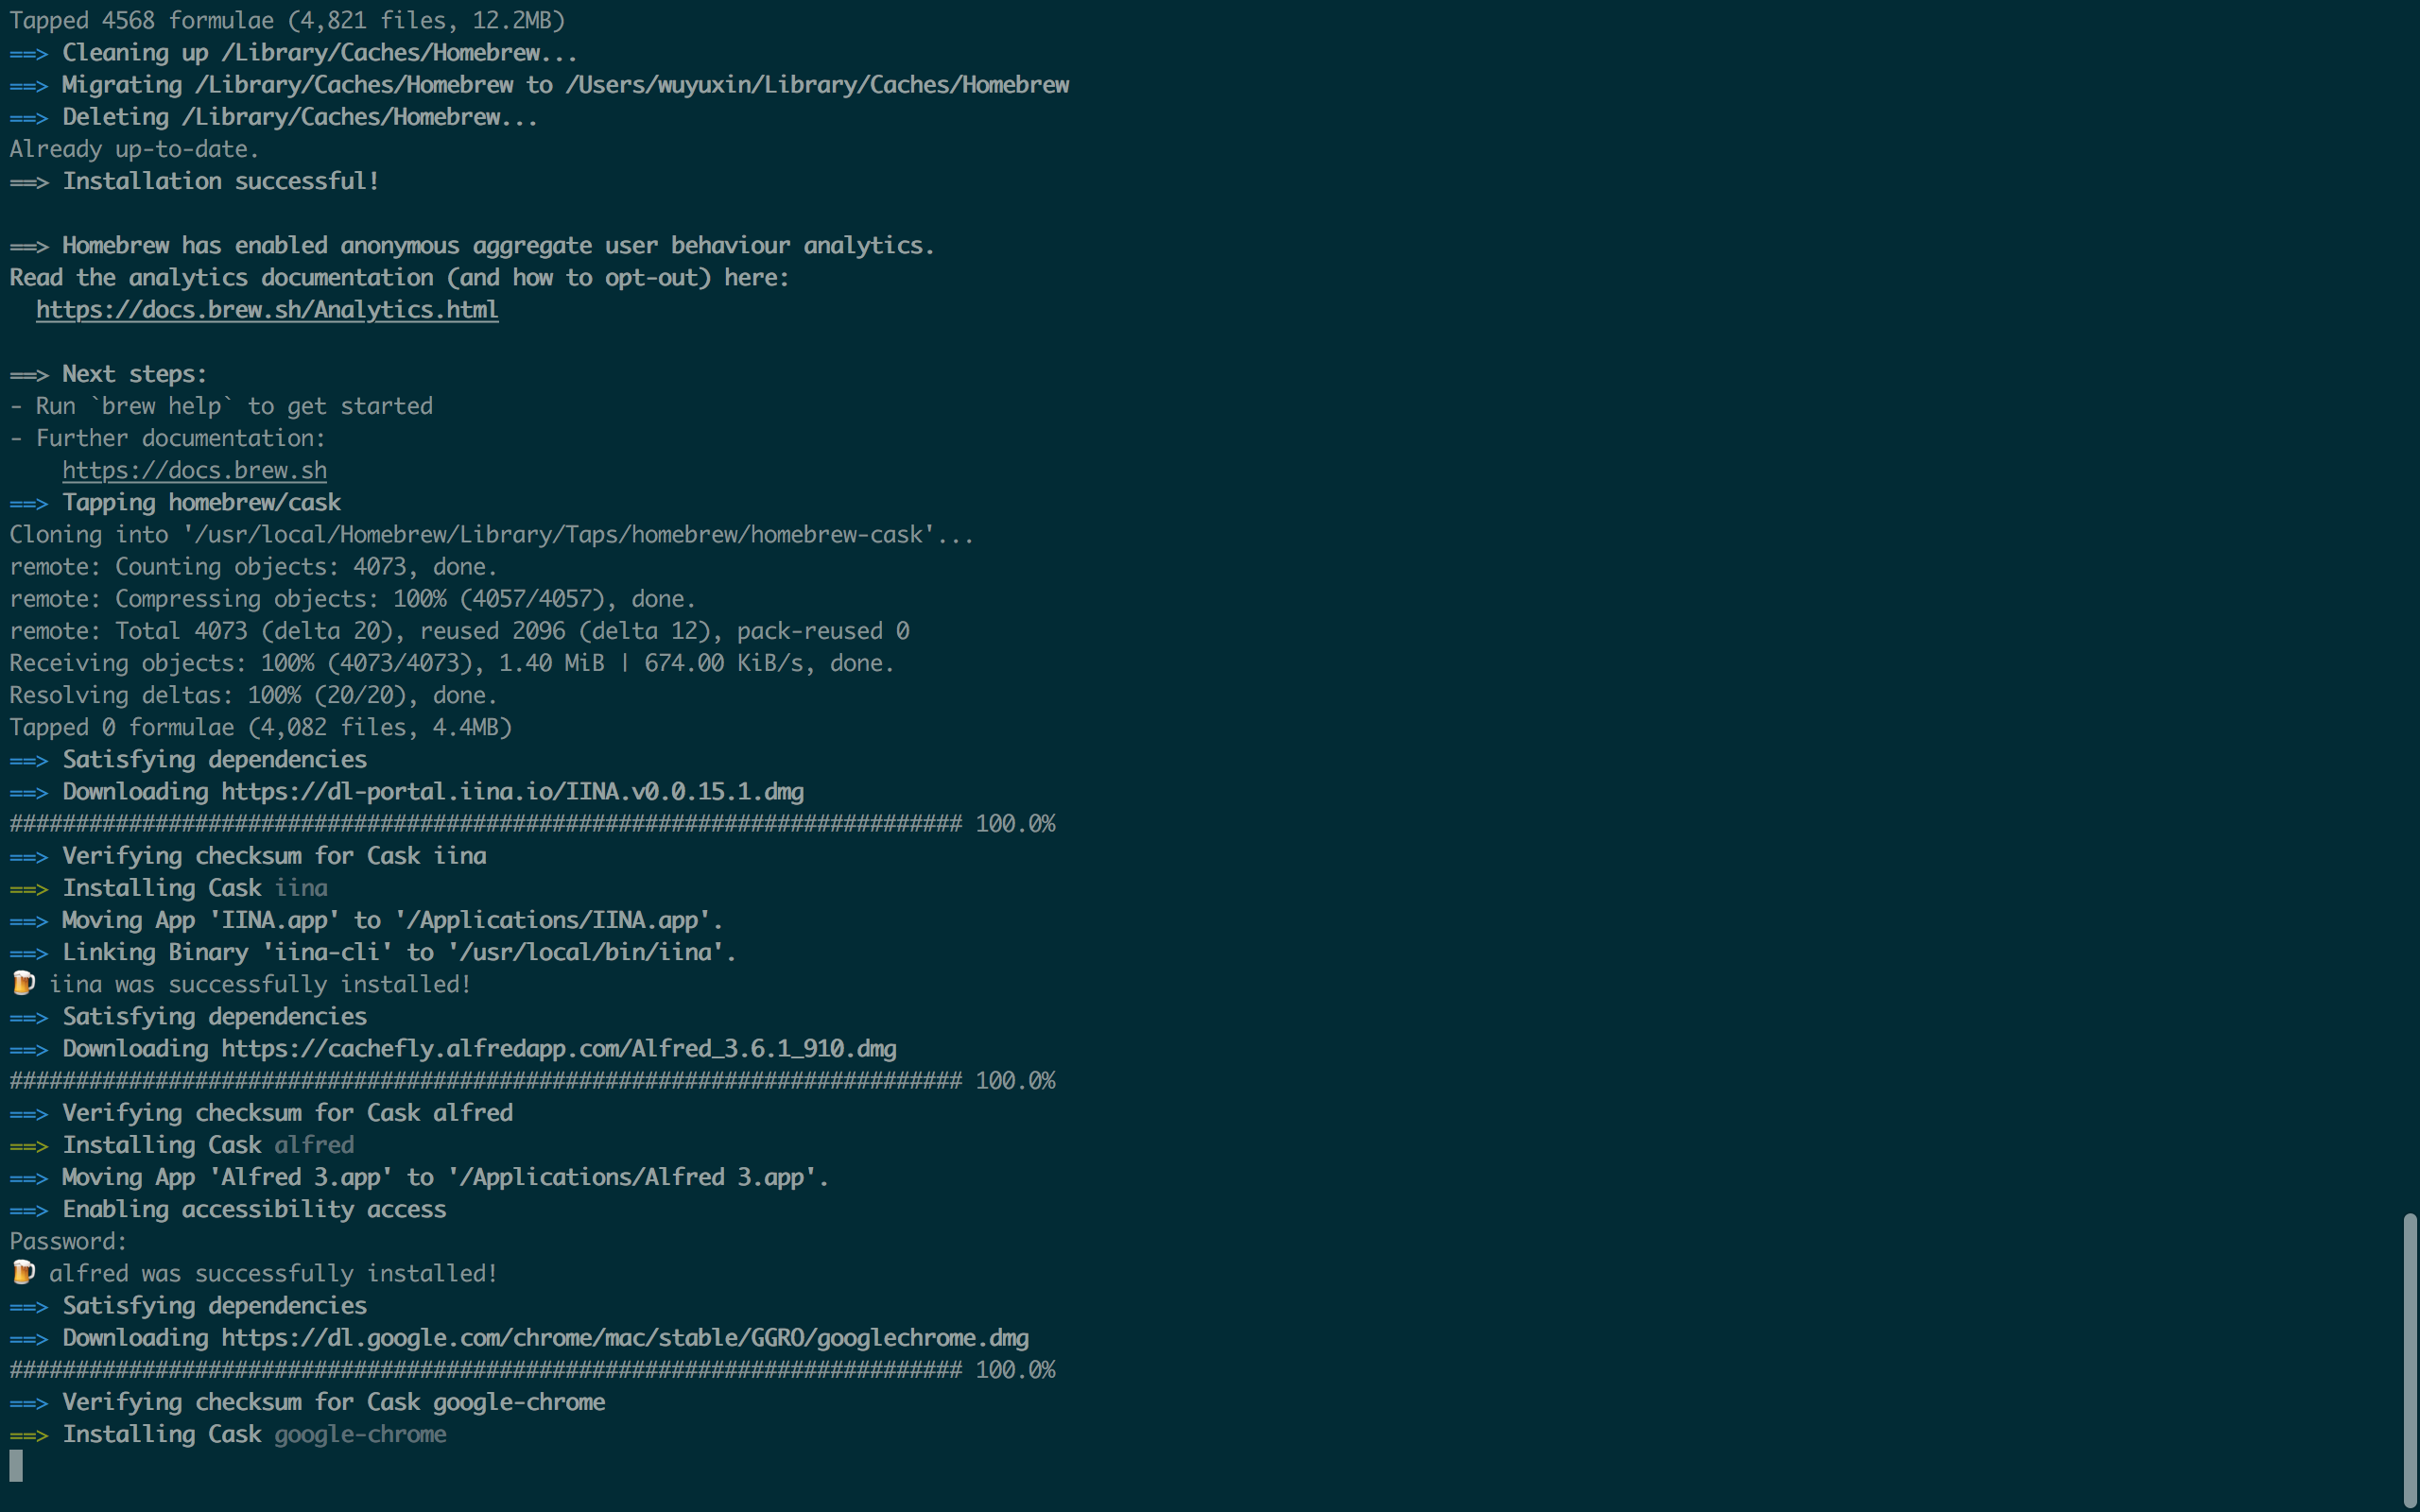 Tapped 4568 formulae (4,821 files, 12.2MB)
==> Cleaning up /Library/Caches/Homebrew...
==> Migrating /Library/Caches/Homebrew to /Users/wuyuxin/Library/Caches/Homebrew
==> Deleting /Library/Caches/Homebrew...
Already up-to-date.
==> Installation successful!

==> Homebrew has enabled anonymous aggregate user behaviour analytics.
Read the analytics documentation (and how to opt-out) here:
  https://docs.brew.sh/Analytics.html

==> Next steps:
- Run `brew help` to get started
- Further documentation:
    https://docs.brew.sh
==> Tapping homebrew/cask
Cloning into '/usr/local/Homebrew/Library/Taps/homebrew/homebrew-cask'...
remote: Counting objects: 4073, done.
remote: Compressing objects: 100% (4057/4057), done.
remote: Total 4073 (delta 20), reused 2096 (delta 12), pack-reused 0
Receiving objects: 100% (4073/4073), 1.40 MiB | 674.00 KiB/s, done.
Resolving deltas: 100% (20/20), done.
Tapped 0 formulae (4,082 files, 4.4MB)
==> Satisfying dependencies
==> Downloading https://dl-portal.iina.io/IINA.v0.0.15.1.dmg
######################################################################## 100.0%
==> Verifying checksum for Cask iina
==> Installing Cask iina
==> Moving App 'IINA.app' to '/Applications/IINA.app'.
==> Linking Binary 'iina-cli' to '/usr/local/bin/iina'.
🍺 iina was successfully installed!
==> Satisfying dependencies
==> Downloading https://cachefly.alfredapp.com/Alfred_3.6.1_910.dmg
######################################################################## 100.0%
==> Verifying checksum for Cask alfred
==> Installing Cask alfred
==> Moving App 'Alfred 3.app' to '/Applications/Alfred 3.app'.
==> Enabling accessibility access
Password:
🍺 alfred was successfully installed!
==> Satisfying dependencies
==> Downloading https://dl.google.com/chrome/mac/stable/GGRO/googlechrome.dmg
######################################################################## 100.0%
==> Verifying checksum for Cask google-chrome
==> Installing Cask google-chrome